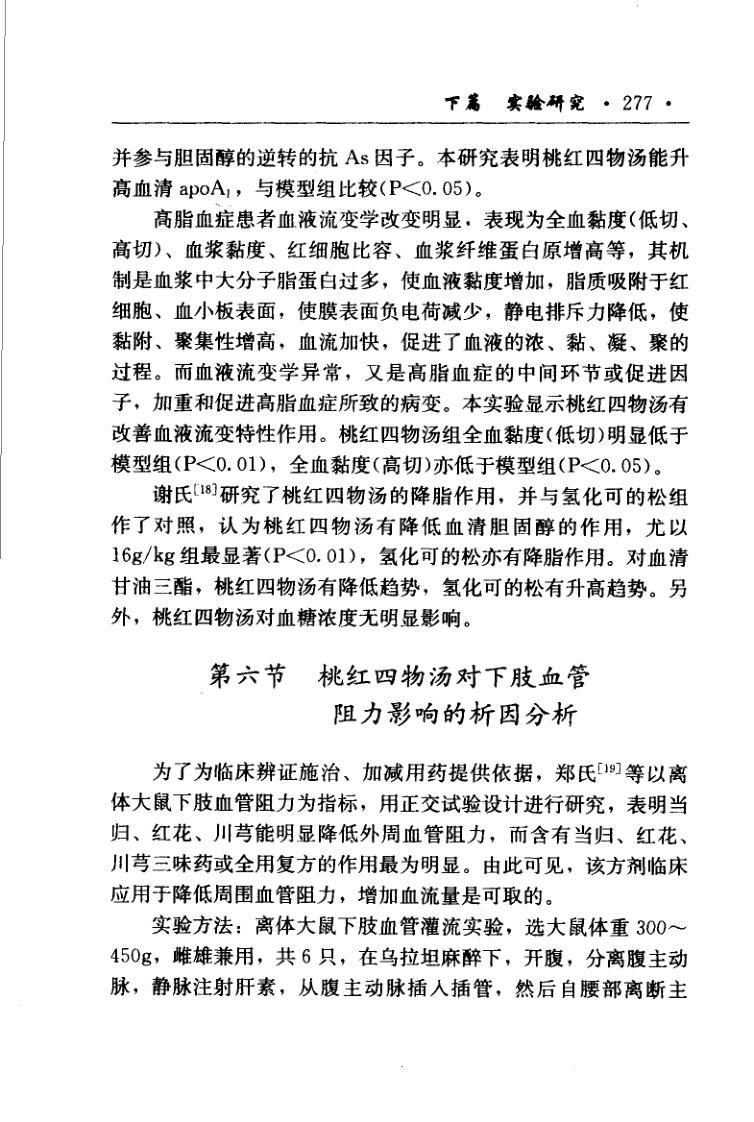 下篇 实验研究 · 277 ·
并参与胆固醇的逆转的抗 As 因子。本研究表明桃红四物汤能升
高血清 apoA₁，与模型组比较(P<0.05)。
高脂血症患者血液流变学改变明显，表现为全血黏度(低切、
高切)、血浆黏度、红细胞比容、血浆纤维蛋白原增高等，其机
制是血浆中大分子脂蛋白过多，使血液黏度增加，脂质吸附于红
细胞、血小板表面，使膜表面负电荷减少，静电排斥力降低，使
黏附、聚集性增高，血流加快，促进了血液的浓、黏、凝、聚的
过程。而血液流变学异常，又是高脂血症的中间环节或促进因
子，加重和促进高脂血症所致的病变。本实验显示桃红四物汤有
改善血液流变特性作用。桃红四物汤组全血黏度(低切)明显低于
模型组(P<0.01)，全血黏度(高切)亦低于模型组(P<0.05)。
谢氏[18]研究了桃红四物汤的降脂作用，并与氢化可的松组
作了对照，认为桃红四物汤有降低血清胆固醇的作用，尤以
16g/kg 组最显著(P<0.01)，氢化可的松亦有降脂作用。对血清
甘油三酯，桃红四物汤有降低趋势，氢化可的松有升高趋势。另
外，桃红四物汤对血糖浓度无明显影响。
第六节 桃红四物汤对下肢血管
阻力影响的析因分析
为了为临床辨证施治、加减用药提供依据，郑氏[19]等以离
体大鼠下肢血管阻力为指标，用正交试验设计进行研究，表明当
归、红花、川芎能明显降低外周血管阻力，而含有当归、红花、
川芎三味药或全用复方的作用最为明显。由此可见，该方剂临床
应用于降低周围血管阻力，增加血流量是可取的。
实验方法：离体大鼠下肢血管灌流实验，选大鼠体重 300～
450g，雌雄兼用，共 6 只，在乌拉坦麻醉下，开腹，分离腹主动
脉，静脉注射肝素，从腹主动脉插入插管，然后自腰部离断主